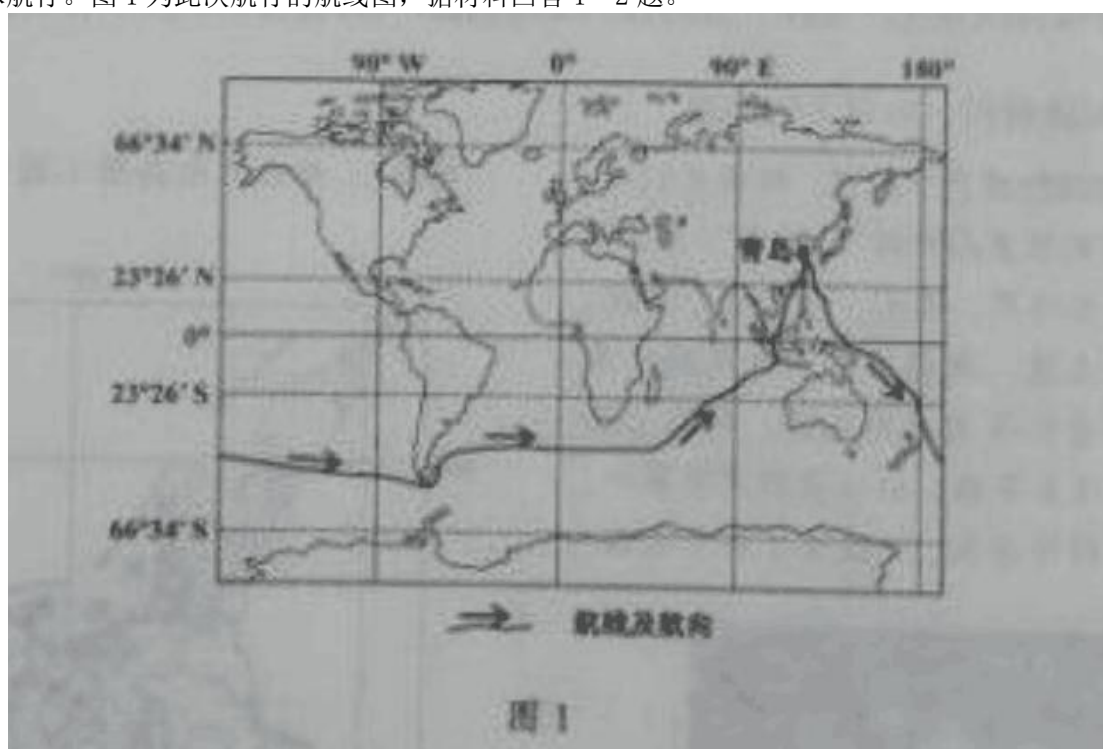 航行。图 1 为此次航行的航线图，据材料回答 1—2 题。
90° W 0° 90° E 180°
66°34′ N
青岛
23°26′ N
0°
23°26′ S
66°34′ S
航线及航向
图 1